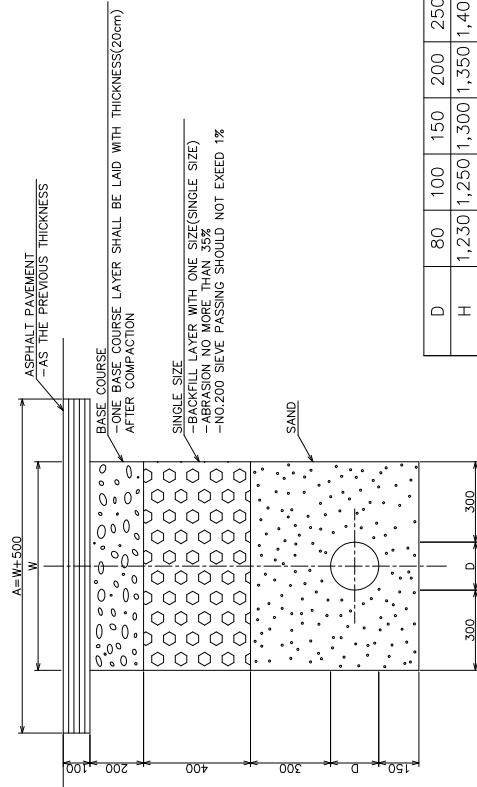 A=W+500
W
ASPHALT PAVEMENT
-AS THE PREVIOUS THICKNESS
BASE COURSE
-ONE BASE COURSE LAYER SHALL BE LAID WITH THICKNESS(20cm)
AFTER COMPACTION
SINGLE SIZE
-BACKFILL LAYER WITH ONE SIZE(SINGLE SIZE)
-ABRASION NO MORE THAN 35%
-NO.200 SIEVE PASSING SHOULD NOT EXEED 1%
SAND
100
200
400
300
D
150
300 D 300
D 80 100 150 200 250
H 1,230 1,250 1,300 1,350 1,40